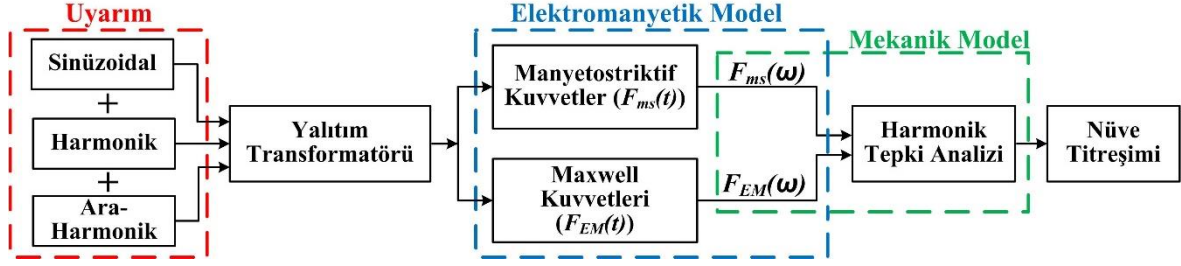 Uyarım
Elektromanyetik Model
Mekanik Model
Sinüzoidal
+
Harmonik
+
Ara-
Harmonik
Yalıtım
Transformatörü
Manyetostriktif
Kuvvetler (Fms(t))
Maxwell
Kuvvetleri
(FEM(t))
Fms(ω)
FEM(ω)
Harmonik
Tepki Analizi
Nüve
Titreşimi